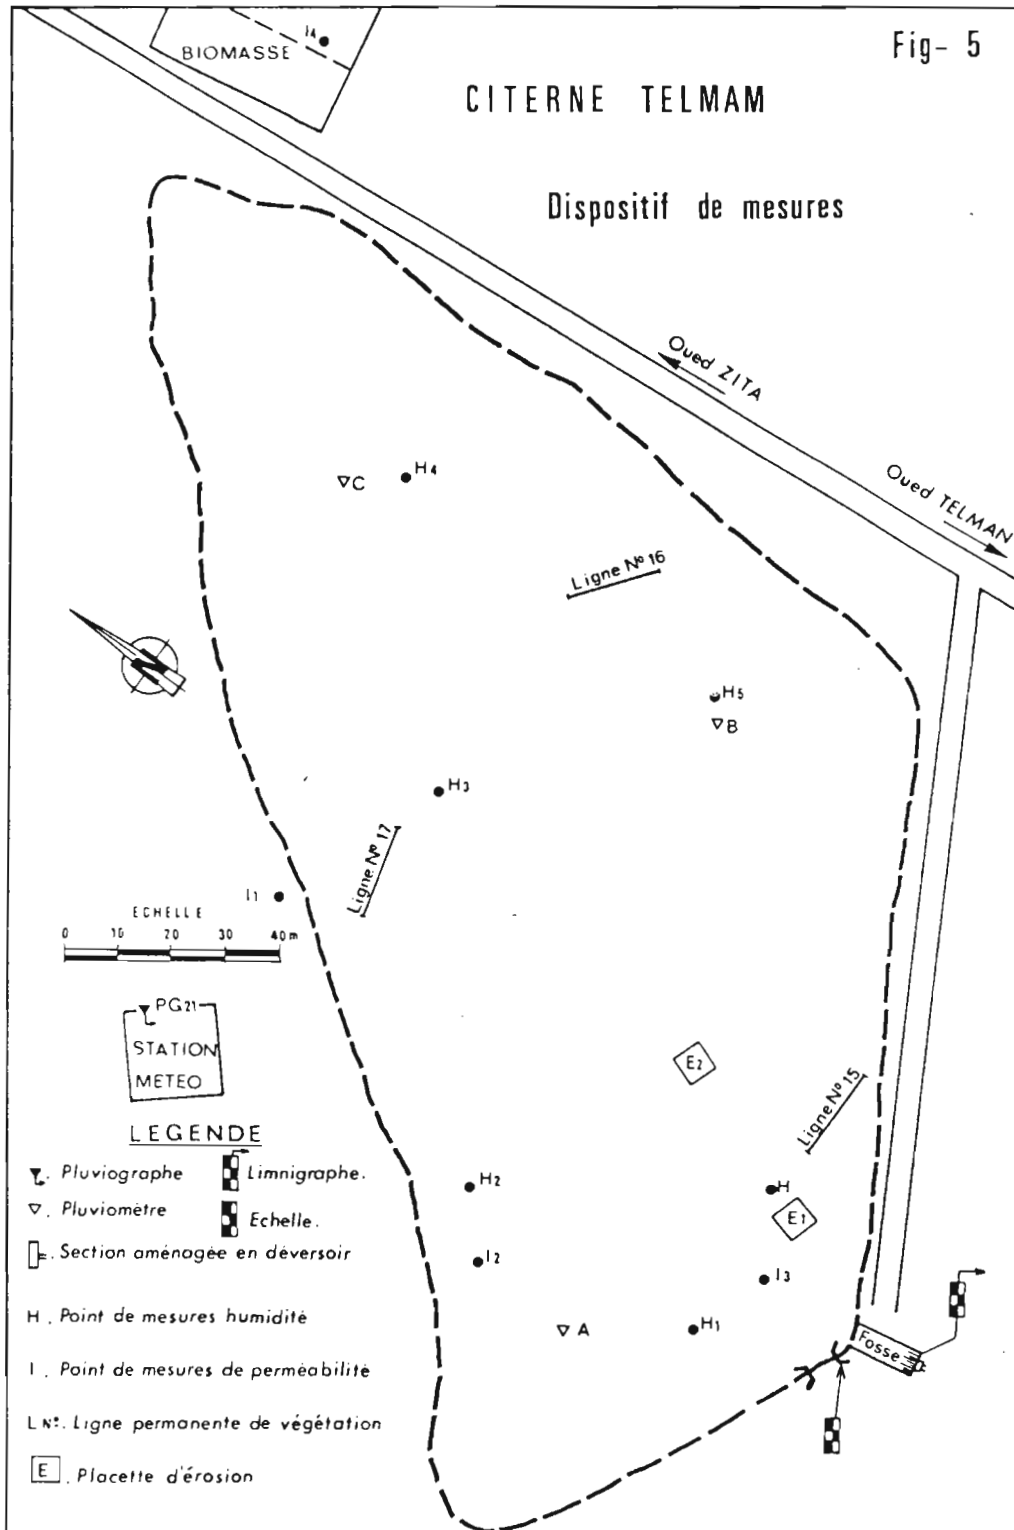 Fig- 5
I4
BIOMASSE
CITERNE TELMAM
Dispositif de mesures
Oued ZITA
Oued TELMAN
C
H4
Ligne N° 16
N
H5
B
H3
Ligne N° 17
I1
ECHELLE
0 10 20 30 40 m
PG21
STATION
METEO
E2
Ligne N° 15
LEGENDE
Pluviographe
Limnigraphe.
Pluviomètre
Echelle.
Section aménagée en déversoir
H2
H
E1
I2
I3
H . Point de mesures humidité
A
H1
Fosse
I . Point de mesures de perméabilité
L N°. Ligne permanente de végétation
E . Placette d'érosion